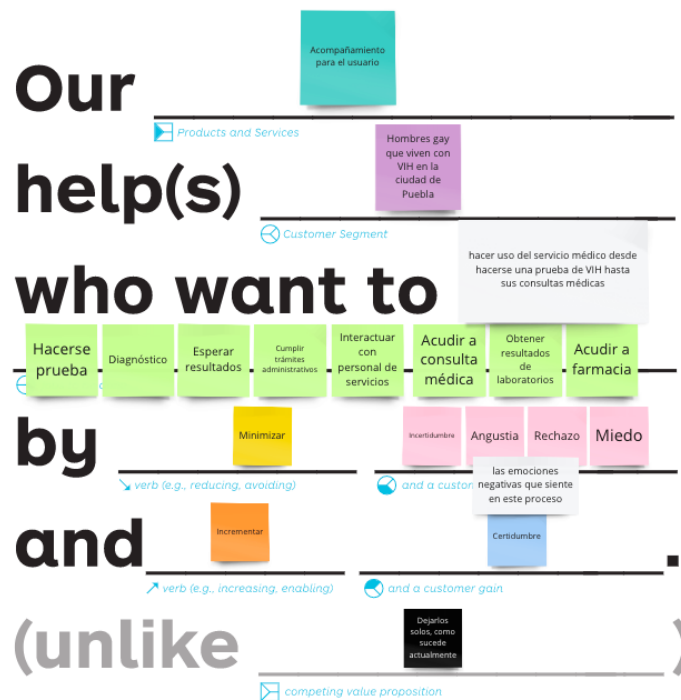 Acompañamiento
para el usuario
Our
Products and Services
Hombres gay
que viven con
VIH en la
ciudad de
Puebla
help(s)
Customer Segment
hacer uso del servicio médico desde
hacerse una prueba de VIH hasta
sus consultas médicas
who want to
Hacerse
prueba
Diagnóstico
Esperar
resultados
Cumplir
trámites
administrativos
Interactuar
con
personal de
servicios
Acudir a
consulta
médica
Obtener
resultados
de
laboratorios
Acudir a
farmacia
by
Minimizar
Incertidumbre
Angustia
Rechazo
Miedo
verb (e.g., reducing, avoiding)
and a
las emociones
negativas que siente
en este proceso
and
Incrementar
Certidumbre
.
verb (e.g., increasing, enabling)
and a customer gain
(unlike
Dejarlos
solos, como
sucede
actualmente
)
competing value proposition